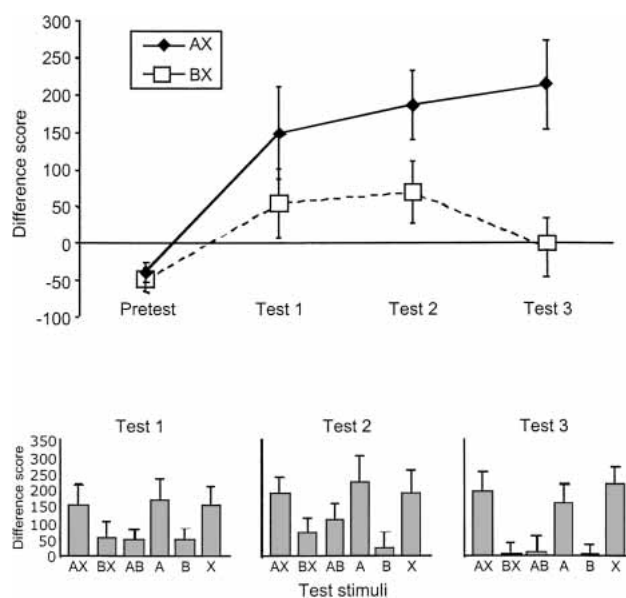 300
250
200
150
100
50
0
-50
-100
Difference score
AX
BX
Pretest
Test 1
Test 2
Test 3
Test 1
Test 2
Test 3
350
300
250
200
150
100
50
0
Difference score
AX BX AB A B X
AX BX AB A B X
AX BX AB A B X
Test stimuli